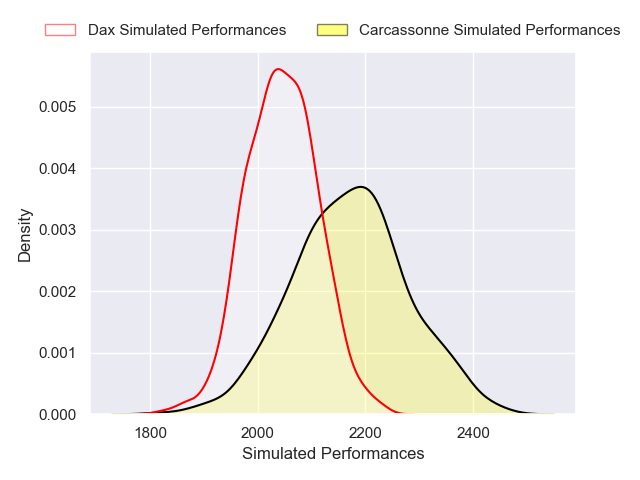 Dax Simulated Performances
Carcassonne Simulated Performances
0.005
0.004
0.003
0.002
0.001
0.000
Density
1800
2000
2200
2400
Simulated Performances